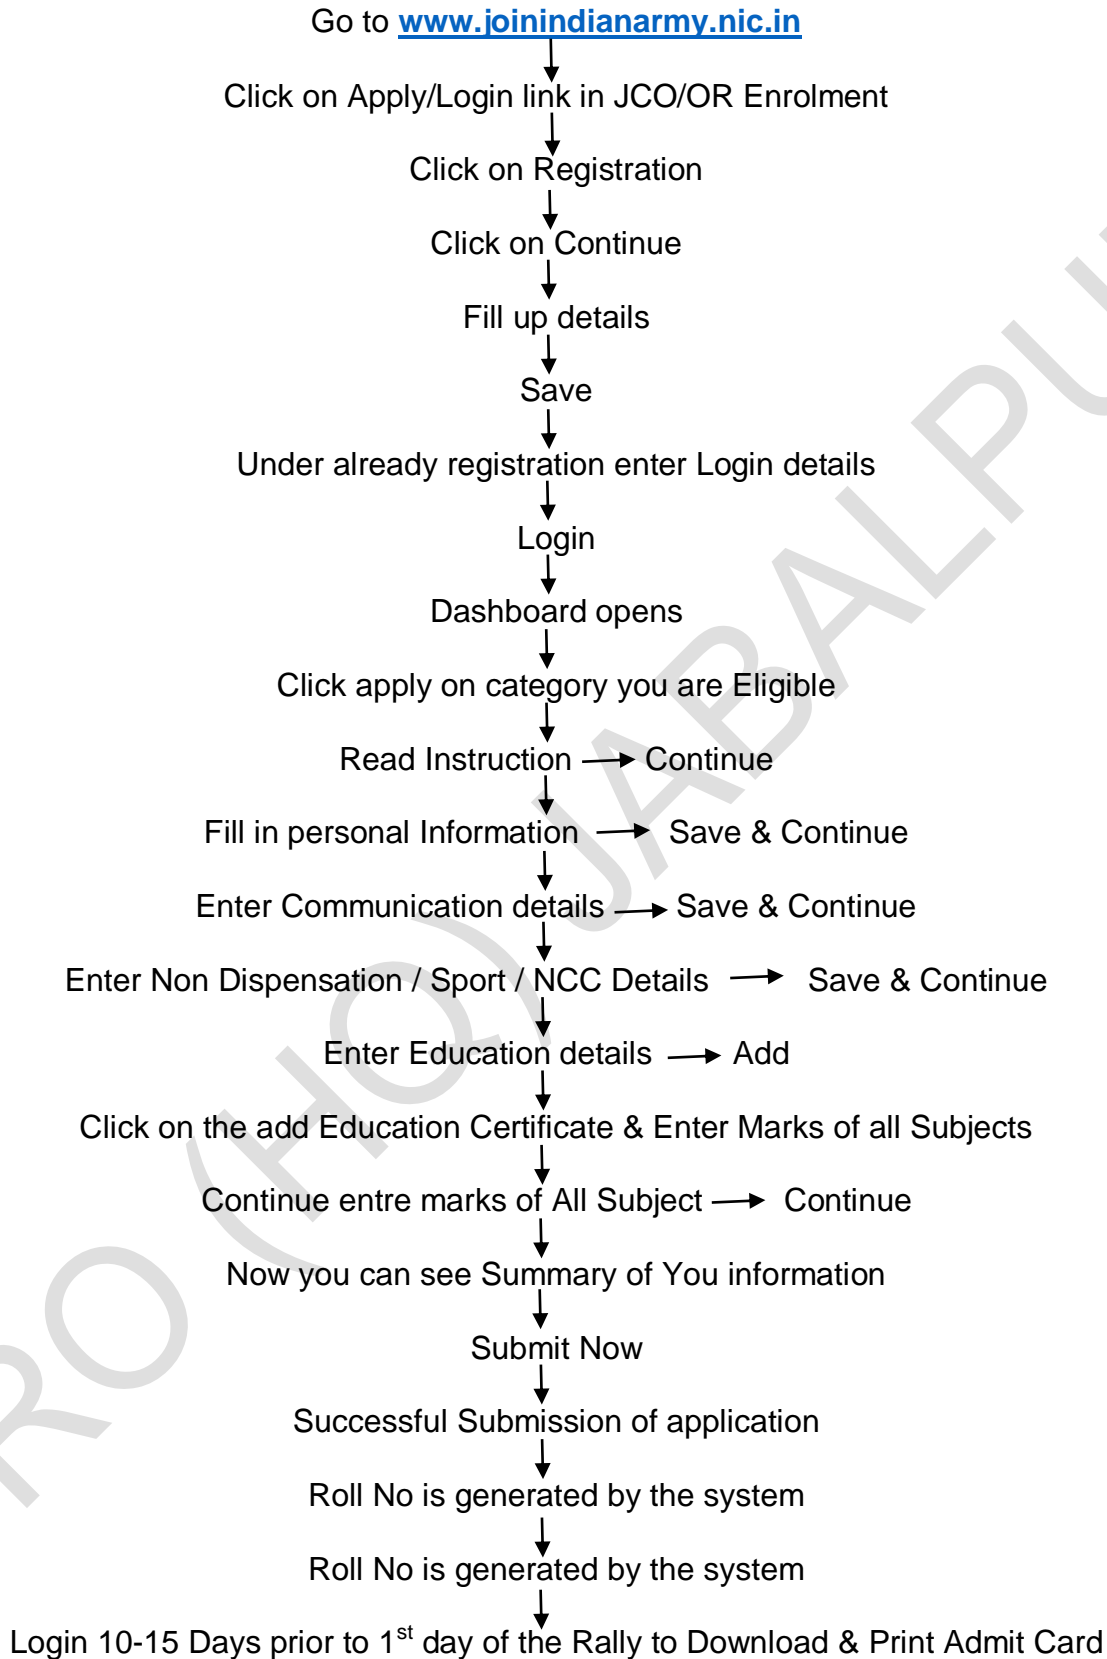 Go to www.joinindianarmy.nic.in
Click on Apply/Login link in JCO/OR Enrolment
Click on Registration
Click on Continue
Fill up details
Save
Under already registration enter Login details
Login
Dashboard opens
Click apply on category you are Eligible
Read Instruction Continue
Fill in personal Information Save & Continue
Enter Communication details Save & Continue
Enter Non Dispensation / Sport / NCC Details Save & Continue
Enter Education details Add
Click on the add Education Certificate & Enter Marks of all Subjects
Continue entre marks of All Subject Continue
Now you can see Summary of You information
Submit Now
Successful Submission of application
Roll No is generated by the system
Roll No is generated by the system
Login 10-15 Days prior to 1st day of the Rally to Download & Print Admit Card
RO (HQ) JABALPU